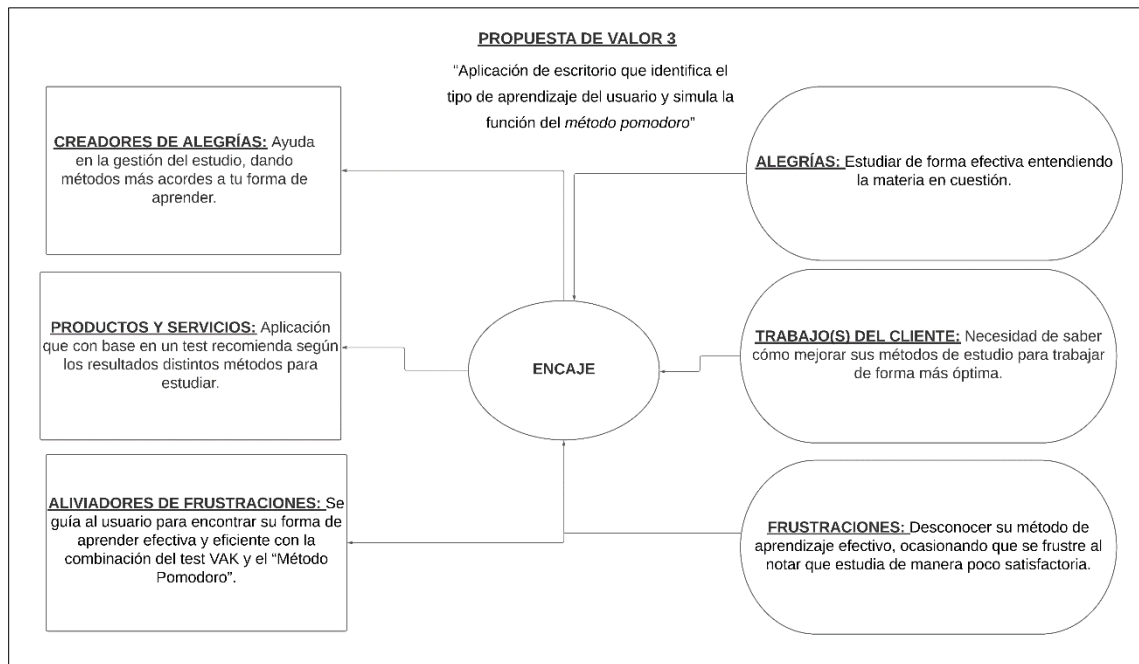 PROPUESTA DE VALOR 3
“Aplicación de escritorio que identifica el
tipo de aprendizaje del usuario y simula la
función del método pomodoro”
CREADORES DE ALEGRÍAS: Ayuda
en la gestión del estudio, dando
métodos más acordes a tu forma de
aprender.
ALEGRÍAS: Estudiar de forma efectiva entendiendo
la materia en cuestión.
PRODUCTOS Y SERVICIOS: Aplicación
que con base en un test recomienda según
los resultados distintos métodos para
estudiar.
ENCAJE
TRABAJO(S) DEL CLIENTE: Necesidad de saber
cómo mejorar sus métodos de estudio para trabajar
de forma más óptima.
ALIVIADORES DE FRUSTRACIONES: Se
guía al usuario para encontrar su forma de
aprender efectiva y eficiente con la
combinación del test VAK y el “Método
Pomodoro”.
FRUSTRACIONES: Desconocer su método de
aprendizaje efectivo, ocasionando que se frustre al
notar que estudia de manera poco satisfactoria.